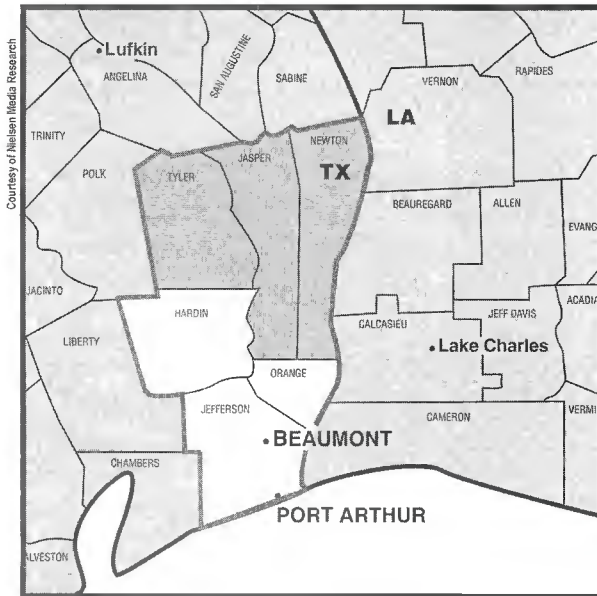 Courtesy of Nielsen Media Research
Lufkin
ANGELINA
SAN AUGUSTINE
SABINE
VERNON
RAPIDES
LA
TRINITY
POLK
TYLER
JASPER
NEWTON
TX
BEAUREGARD
ALLEN
EVANG
JACINTO
HARDIN
LIBERTY
CALCASIEU
JEFF DAVIS
ACADIA
Lake Charles
ORANGE
JEFFERSON
CAMERON
VERMI
BEAUMONT
CHAMBERS
PORT ARTHUR
ALVESTON